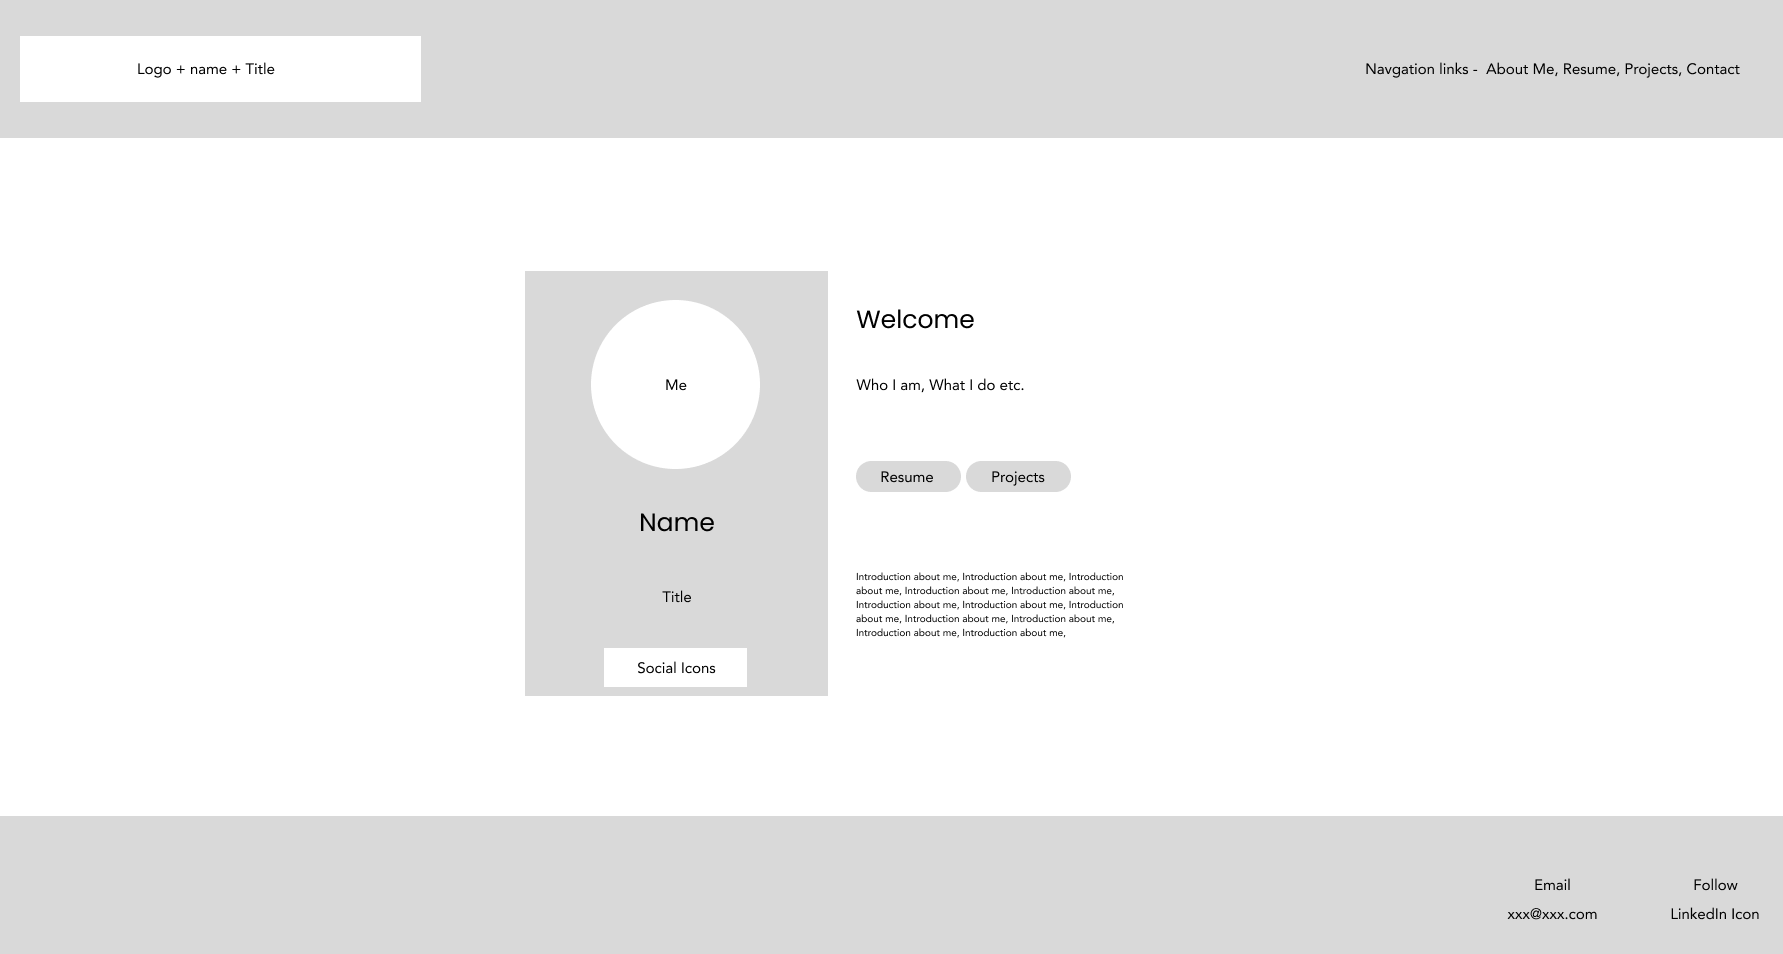 Logo + name + Title
Navgation links -  About Me, Resume, Projects, Contact
Me
Name
Title
Social Icons
Welcome
Who I am, What I do etc.
Resume
Projects
Introduction about me, Introduction about me, Introduction
about me, Introduction about me, Introduction about me,
Introduction about me, Introduction about me, Introduction
about me, Introduction about me, Introduction about me,
Introduction about me, Introduction about me,
Email
xxx@xxx.com
Follow
LinkedIn Icon